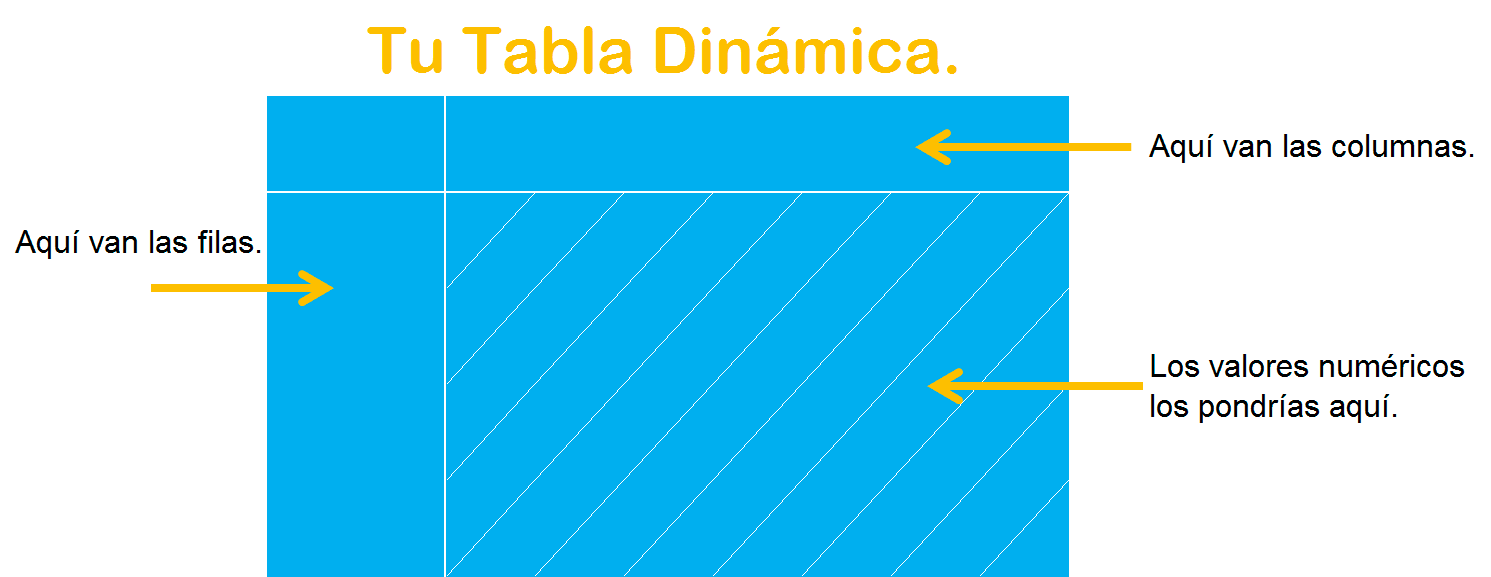 Tu Tabla Dinámica.
Aquí van las columnas.
Aquí van las filas.
Los valores numéricos
los pondrías aquí.